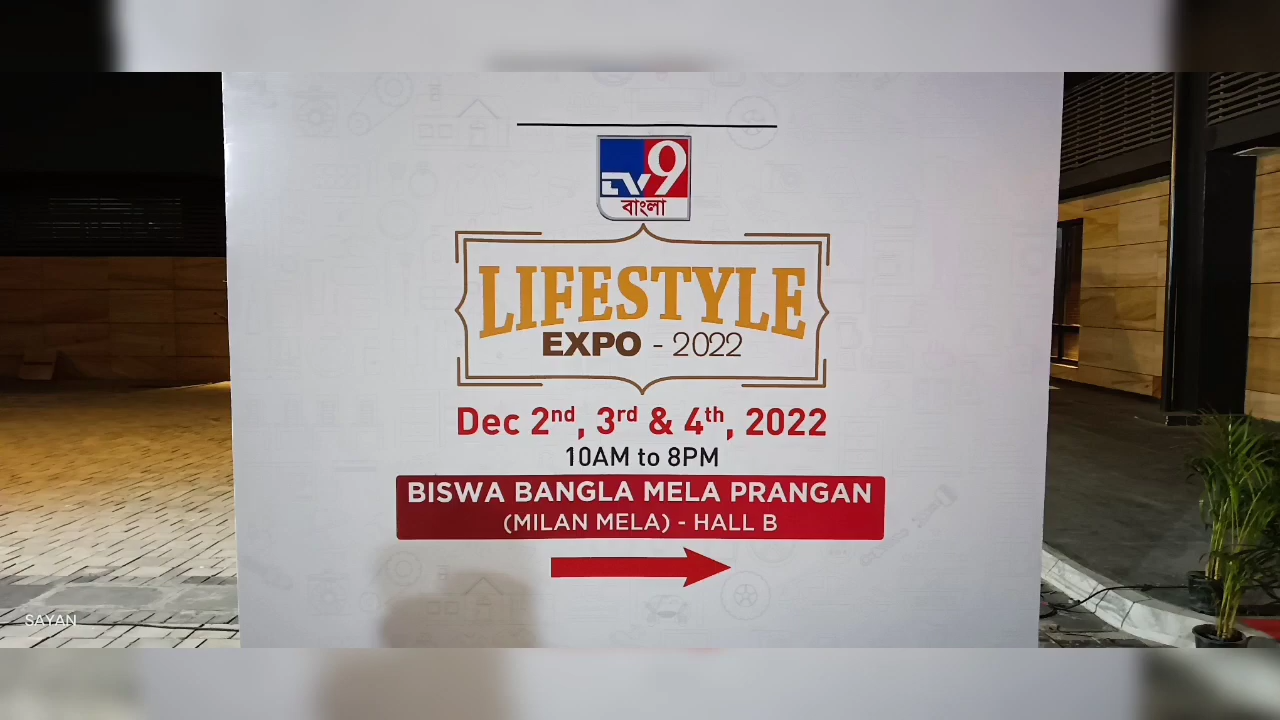 TV9
বাংলা
LIFESTYLE
EXPO - 2022
Dec 2nd, 3rd & 4th, 2022
10AM to 8PM
BISWA BANGLA MELA PRANGAN
(MILAN MELA) - HALL B
SAYAN